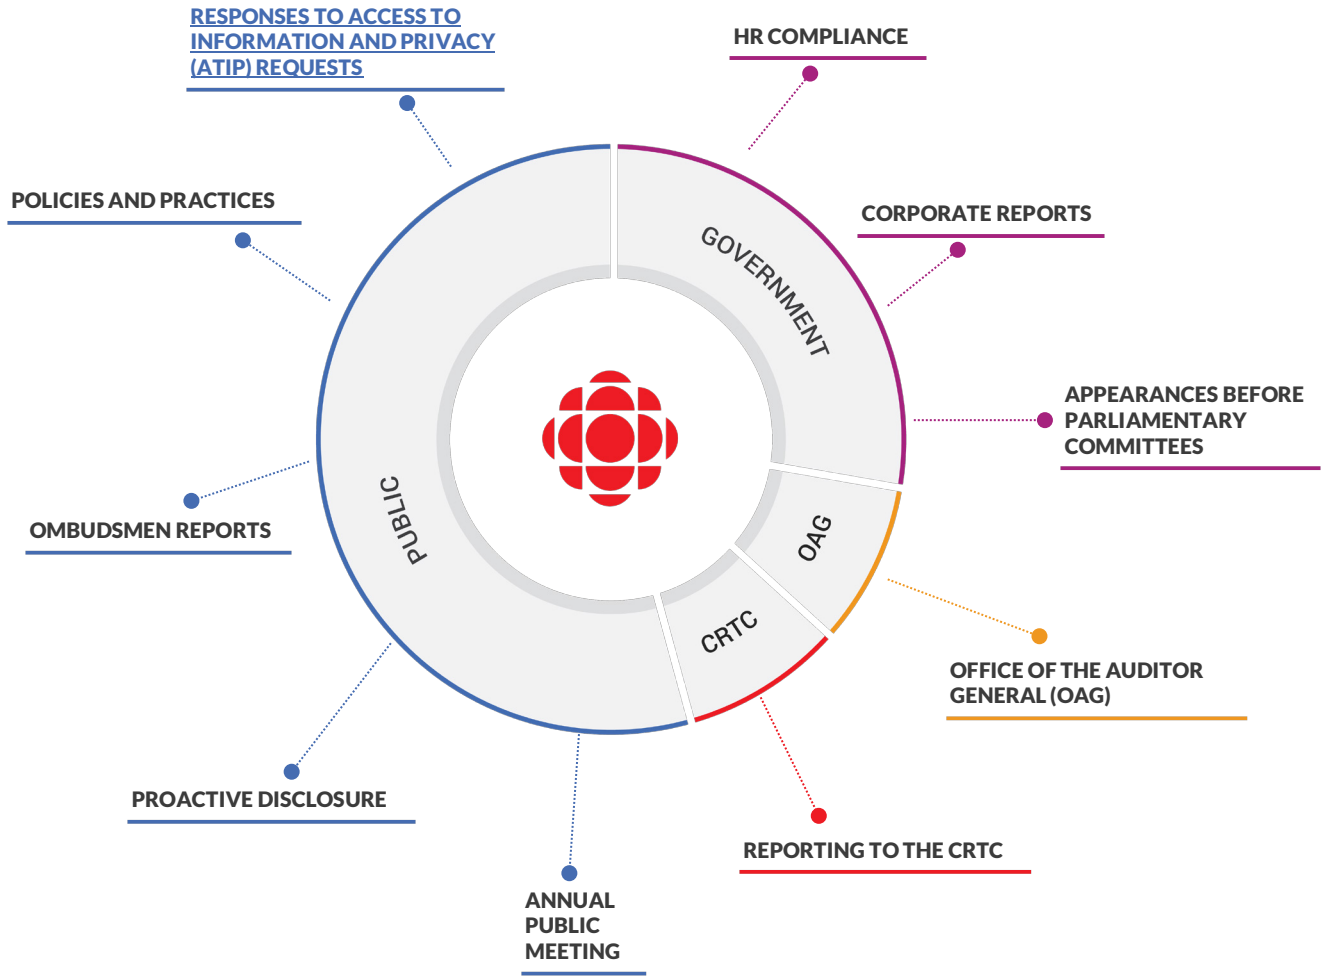 RESPONSES TO ACCESS TO
INFORMATION AND PRIVACY
(ATIP) REQUESTS
HR COMPLIANCE
POLICIES AND PRACTICES
CORPORATE REPORTS
GOVERNMENT
APPEARANCES BEFORE
PARLIAMENTARY
COMMITTEES
PUBLIC
OAG
OMBUDSMEN REPORTS
CRTC
OFFICE OF THE AUDITOR
GENERAL (OAG)
PROACTIVE DISCLOSURE
REPORTING TO THE CRTC
ANNUAL
PUBLIC
MEETING